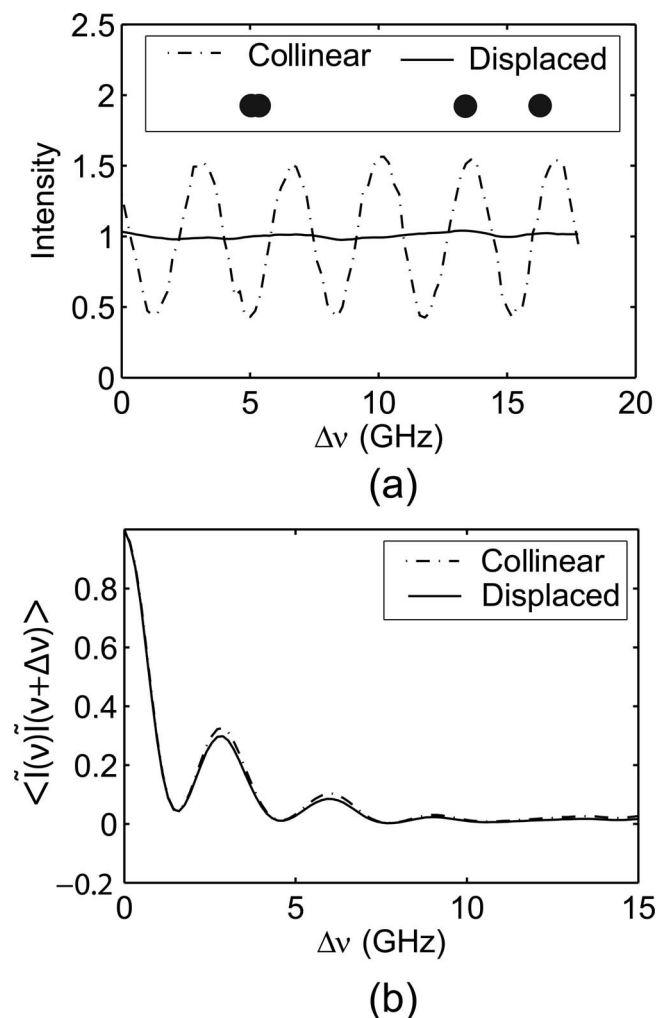 2.5
Collinear Displaced
2
1.5
1
0.5
0
Intensity
0 5 10 15 20
Δν (GHz)
(a)
Collinear
Displaced
0.8
0.6
0.4
0.2
0
−0.2
<Ĩ(ν)Ĩ(ν+Δν)>
0 5 10 15
Δν (GHz)
(b)